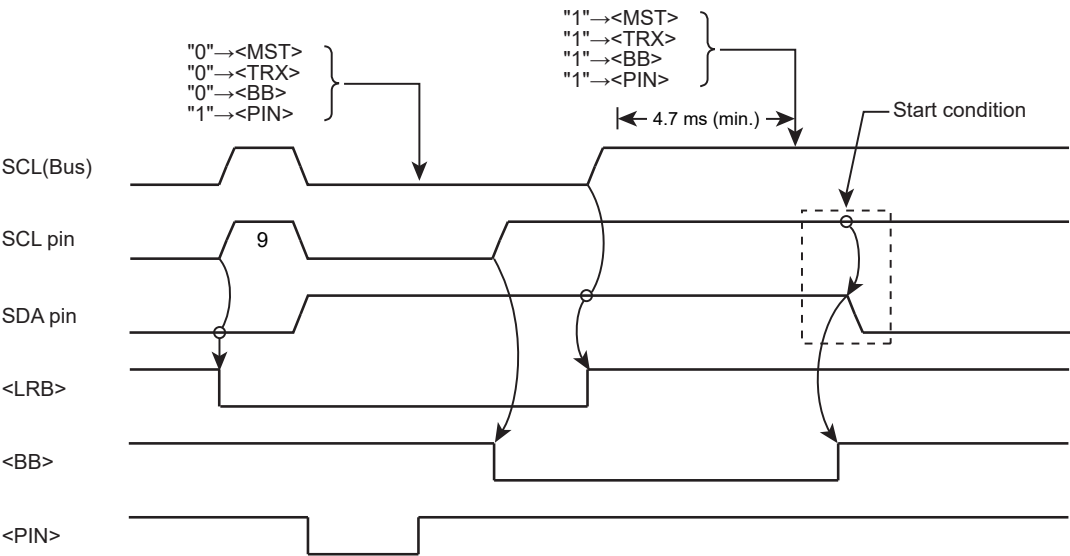 "0"→<MST>
"0"→<TRX>
"0"→<BB>
"1"→<PIN>
"1"→<MST>
"1"→<TRX>
"1"→<BB>
"1"→<PIN>
4.7 ms (min.)
Start condition
SCL(Bus)
SCL pin
9
SDA pin
<LRB>
<BB>
<PIN>